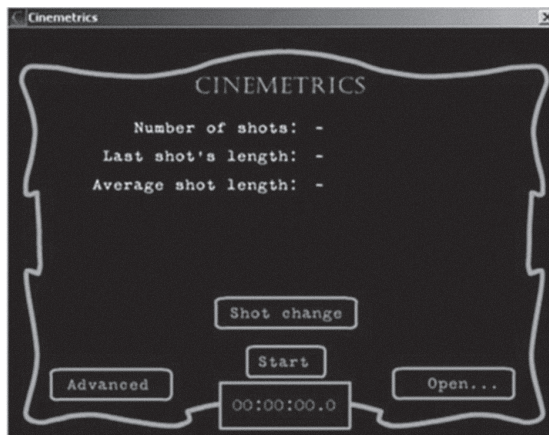 Cinemetrics
CINEMETRICS
Number of shots: -
Last shot's length: -
Average shot length: -
Shot change
Start
Advanced
Open...
00:00:00.0